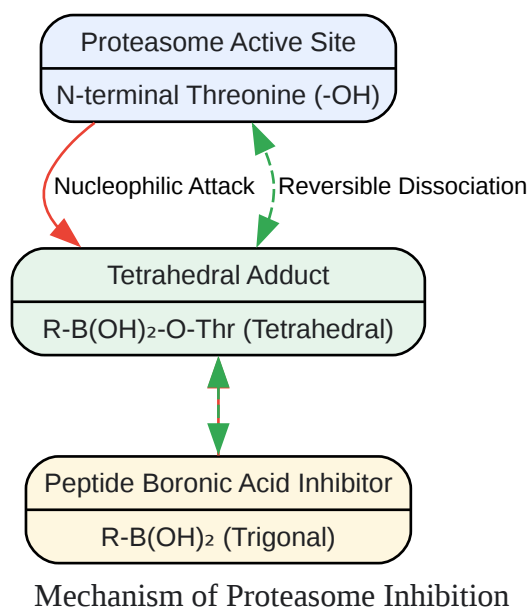 Proteasome Active Site
N-terminal Threonine (-OH)
Nucleophilic Attack
Reversible Dissociation
Tetrahedral Adduct
R-B(OH)₂-O-Thr (Tetrahedral)
Peptide Boronic Acid Inhibitor
R-B(OH)₂ (Trigonal)
Mechanism of Proteasome Inhibition